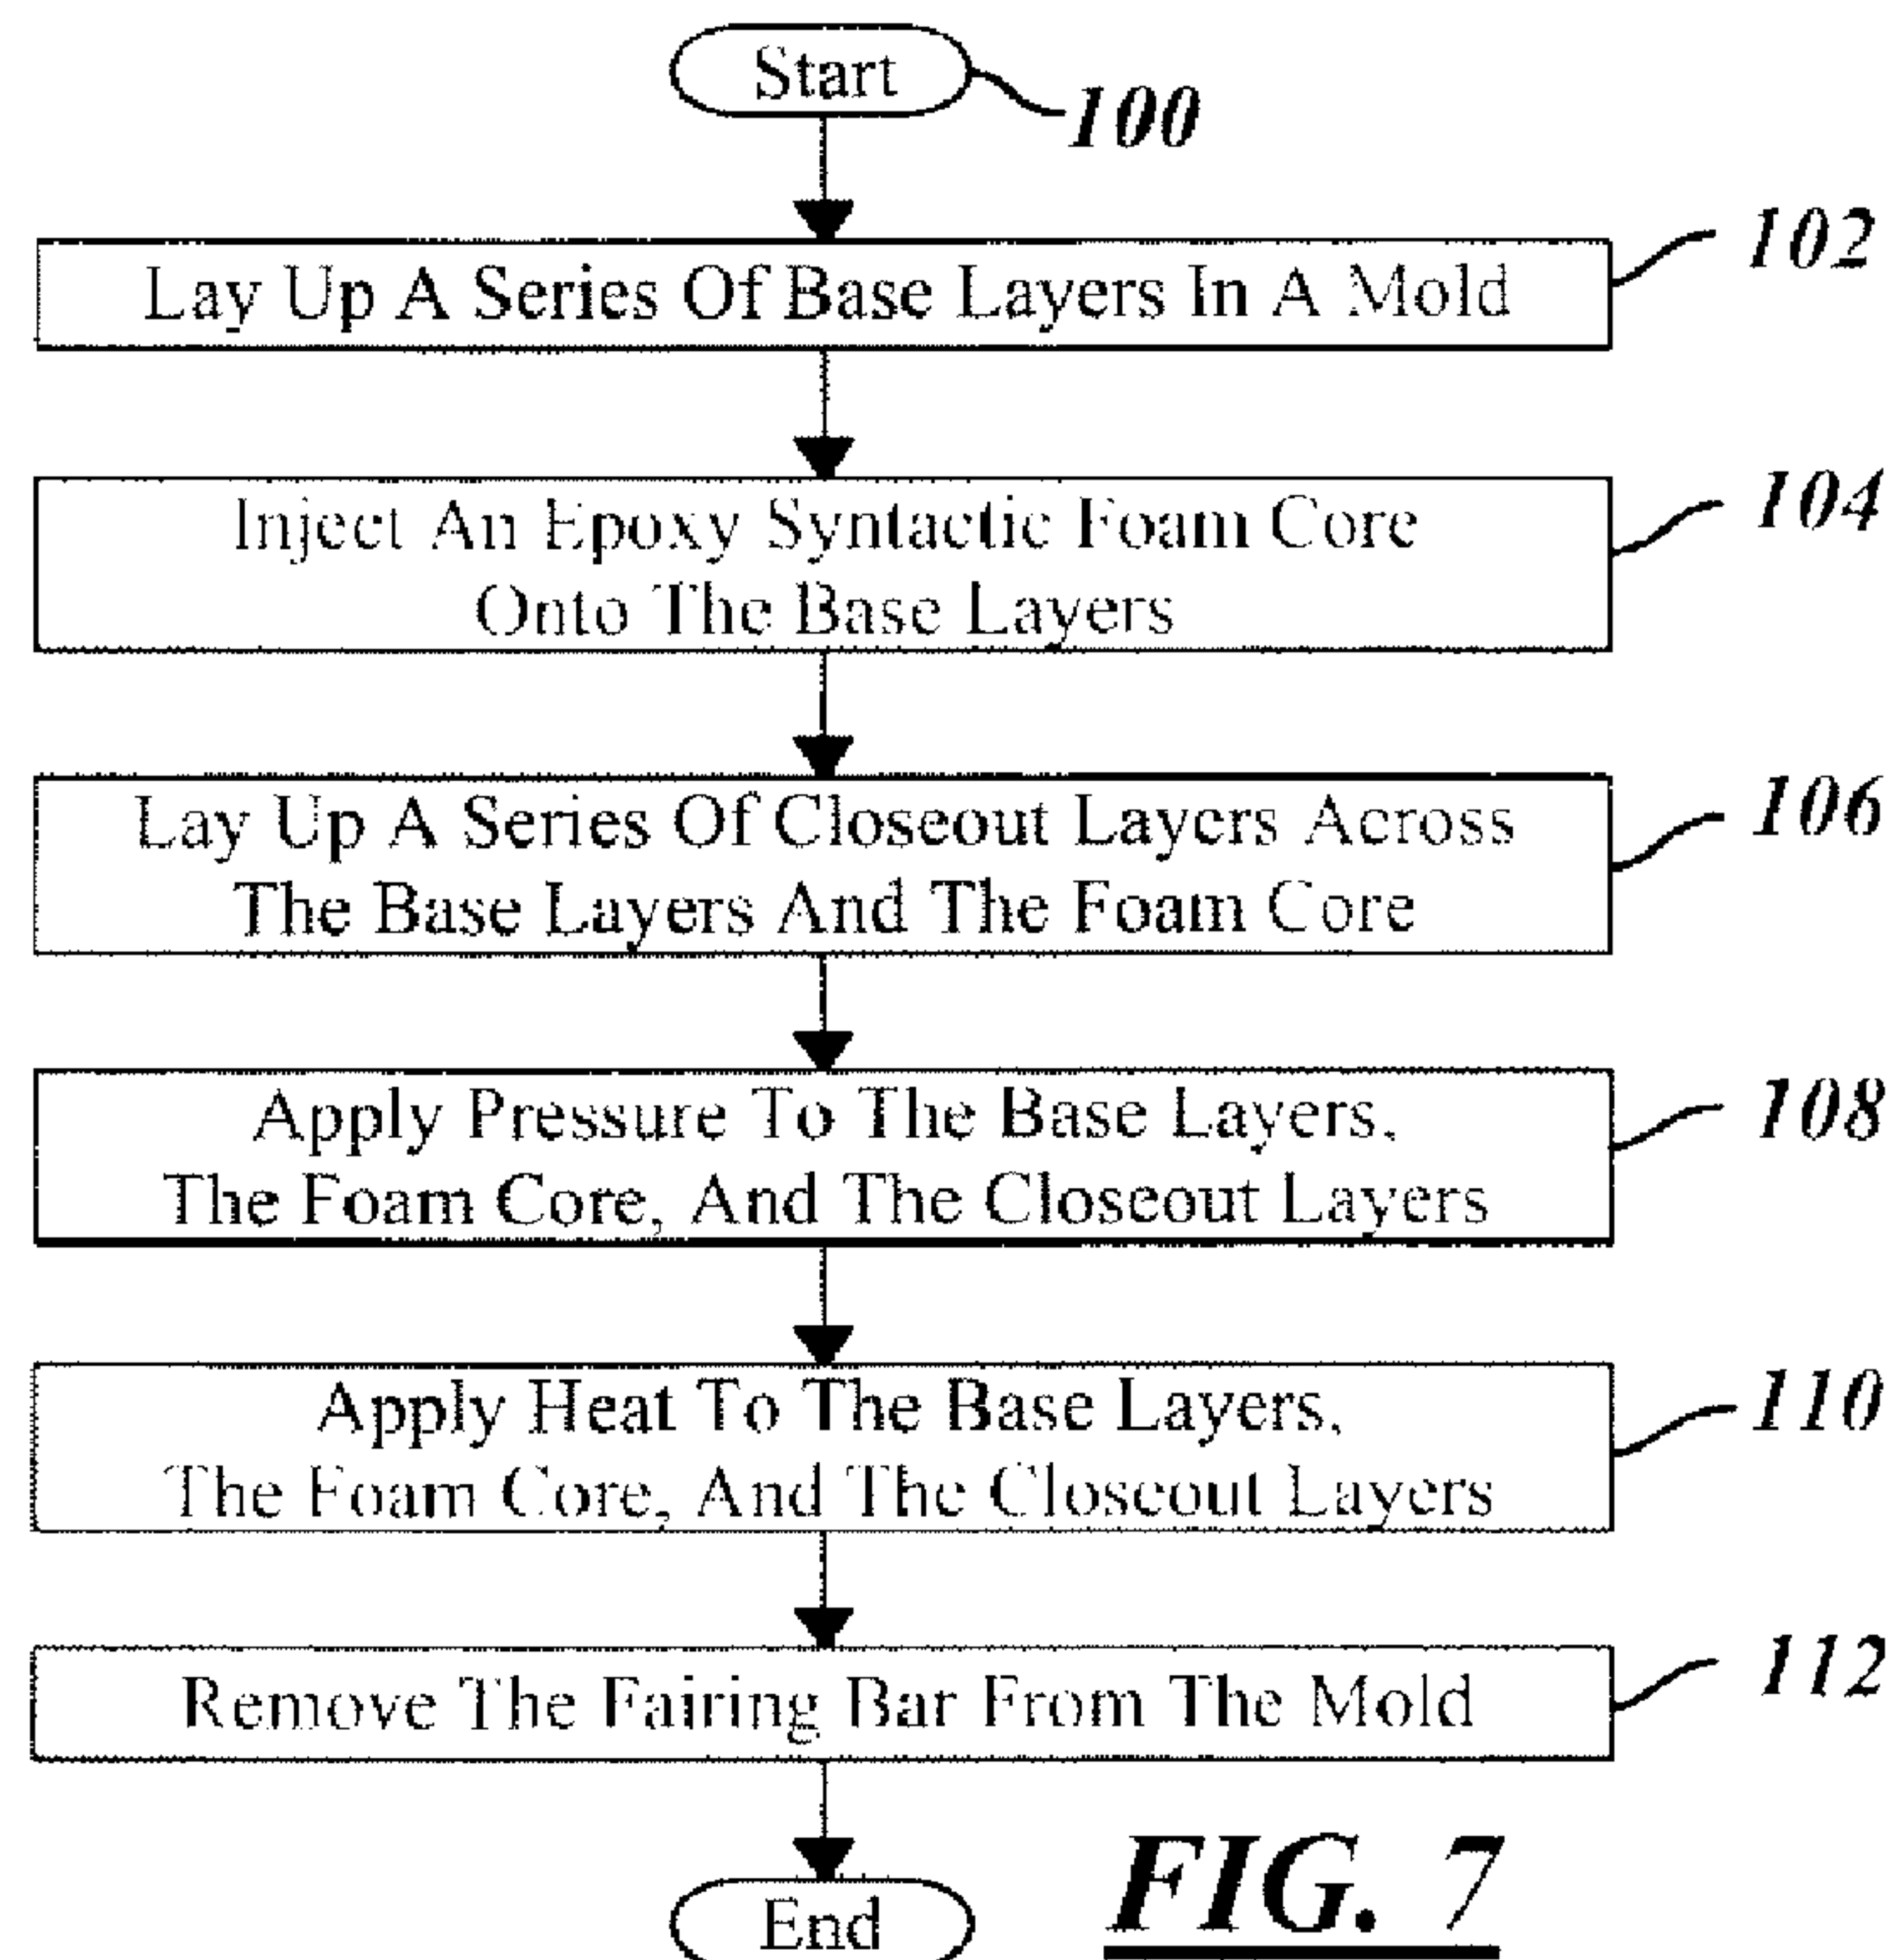 Start
100
Lay Up A Series Of Base Layers In A Mold
102
Inject An Epoxy Syntactic Foam Core
Onto The Base Layers
104
Lay Up A Series Of Closeout Layers Across
The Base Layers And The Foam Core
106
Apply Pressure To The Base Layers,
The Foam Core, And The Closeout Layers
108
Apply Heat To The Base Layers,
The Foam Core, And The Closeout Layers
110
Remove The Fairing Bar From The Mold
112
End
FIG. 7